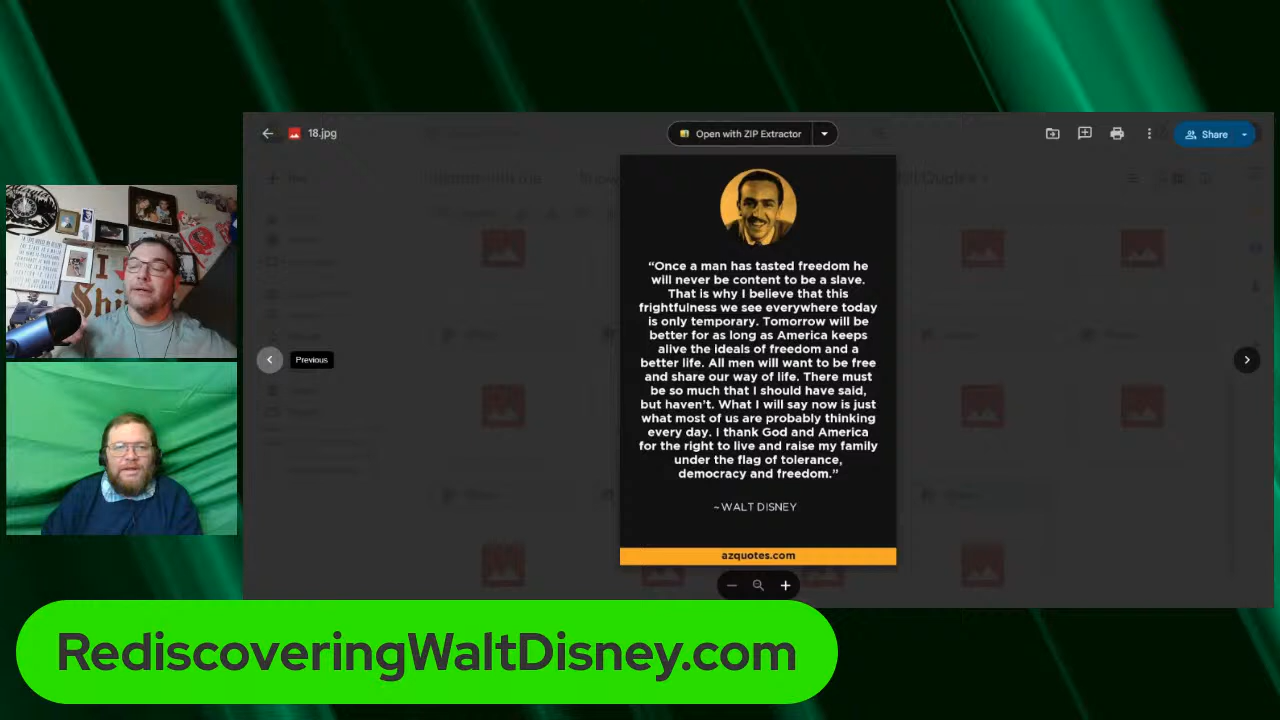 18.jpg
Open with ZIP Extractor
Share
Previous
“Once a man has tasted freedom he
will never be content to be a slave.
That is why I believe that this
frightfulness we see everywhere today
is only temporary. Tomorrow will be
better for as long as America keeps
alive the ideals of freedom and a
better life. All men will want to be free
and share our way of life. There must
be so much that I should have said,
but haven’t. What I will say now is just
what most of us are probably thinking
every day. I thank God and America
for the right to live and raise my family
under the flag of tolerance,
democracy and freedom.”
~ WALT DISNEY
azquotes.com
RediscoveringWaltDisney.com